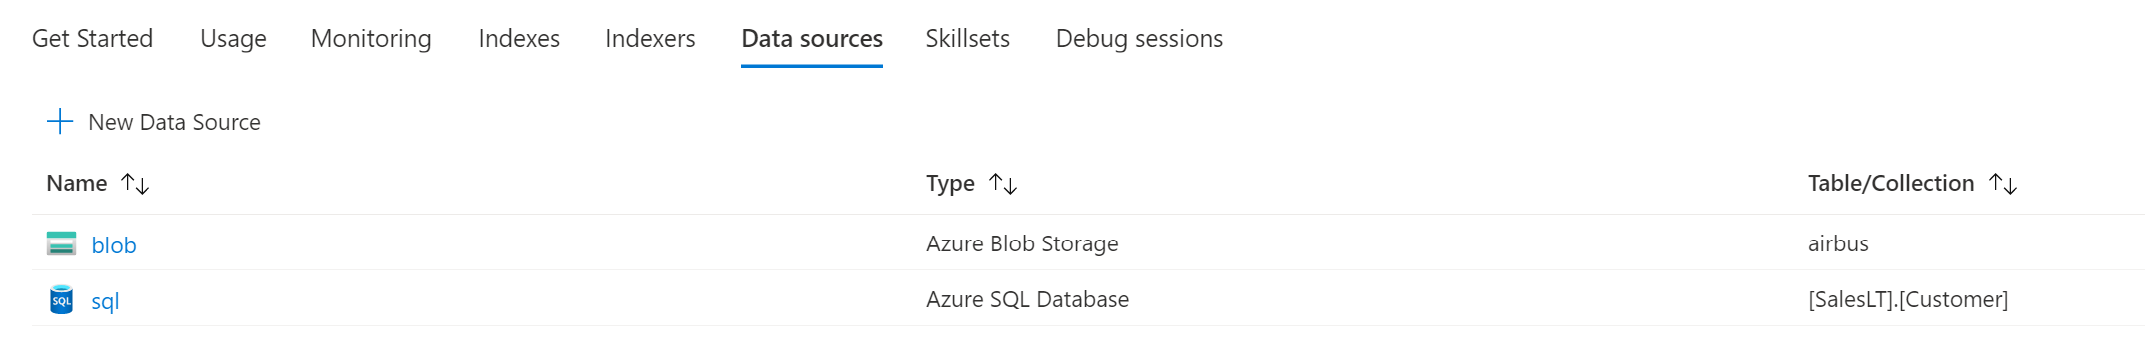 Get Started Usage Monitoring Indexes Indexers Data sources Skillsets Debug sessions
New Data Source
Name Type Table/Collection
blob Azure Blob Storage airbus
SQL sql Azure SQL Database [SalesLT].[Customer]